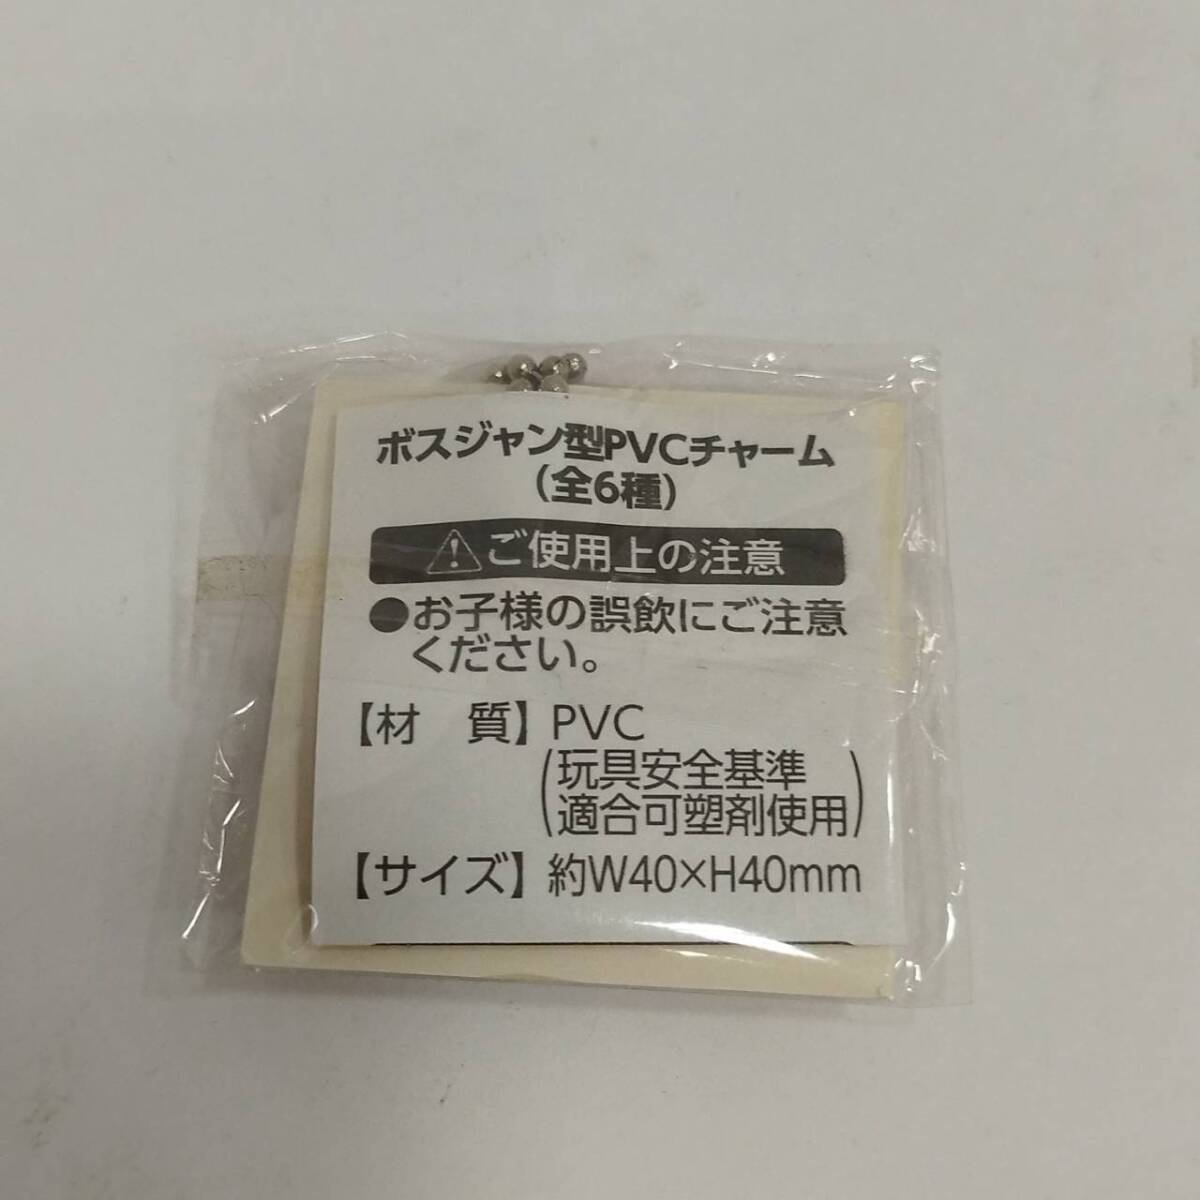 ボスジャン型PVCチャーム
(全6種)
ご使用上の注意
●お子様の誤飲にご注意
ください。
【材　質】PVC
(玩具安全基準
適合可塑剤使用)
【サイズ】約W40×H40mm